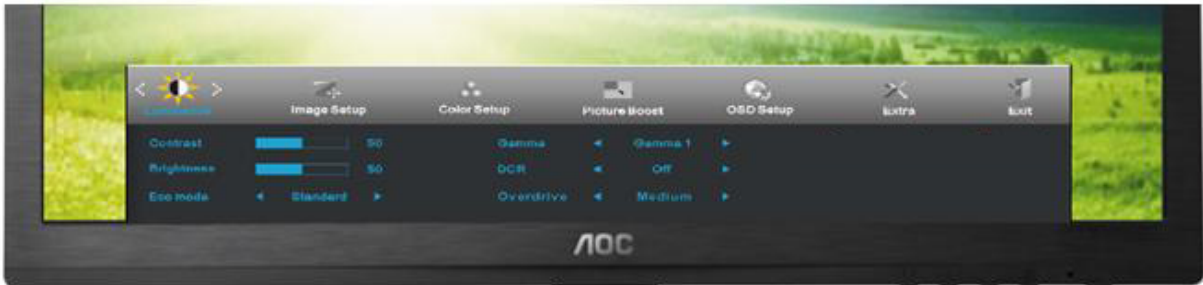 < >
Image Setup Color Setup Picture Boost OSD Setup Extra Exit
Contrast 50 Gamma Gamma 1
Brightness 50 DCR Off
Eco mode Standard Overdrive Medium
AOC